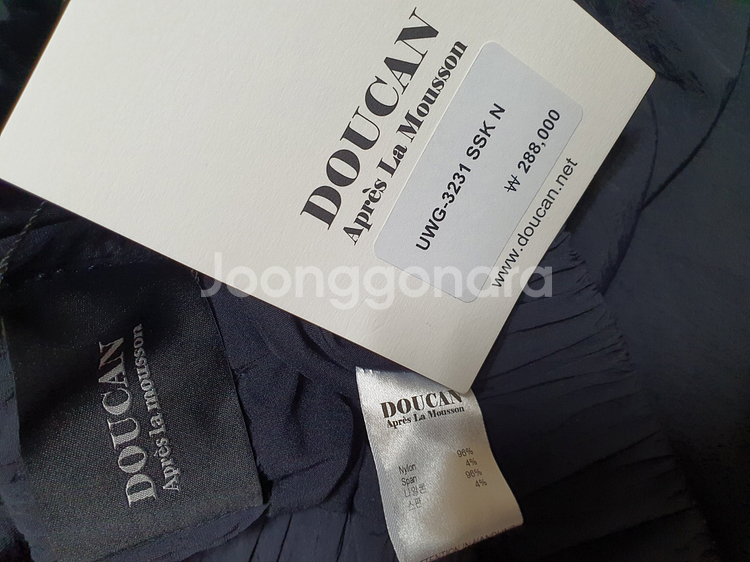 DOUCAN
Après La Mousson
UWG-3231 SSK N
₩ 288,000
www.doucan.net
Joonggonara
DOUCAN
Après la mousson
DOUCAN
Après La Mousson
Nylon 96%
Span 4%
나일론 96%
스판 4%